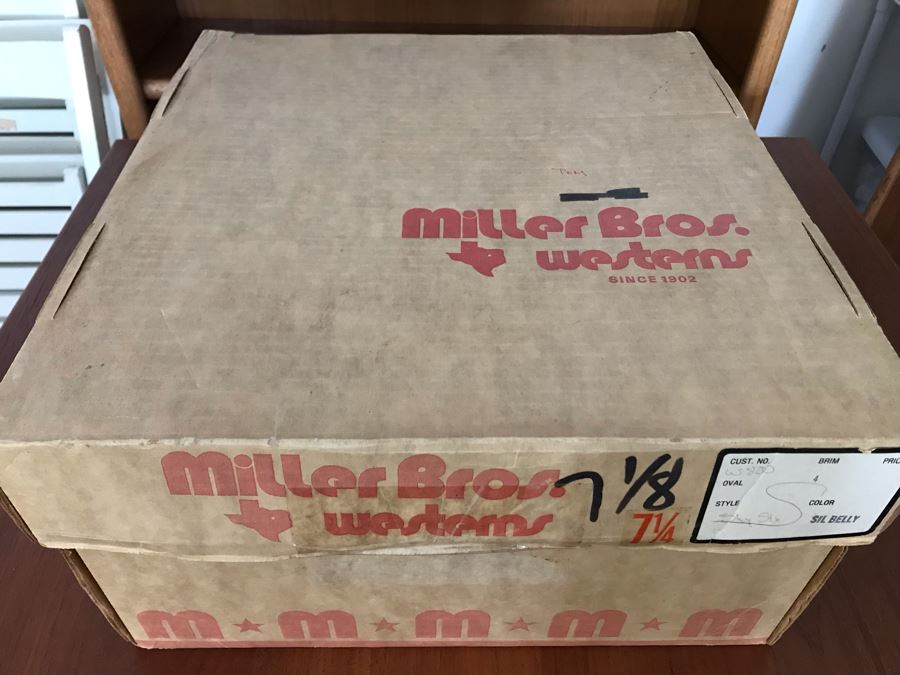 Tom
Miller Bros.
westerns
SINCE 1902
Miller Bros.
westerns
7 1/8
7 1/4
CUST. NO. BRIM PRIC
OVAL 4
STYLE COLOR
SIL BELLY
M ★ M ★ M ★ M ★ M